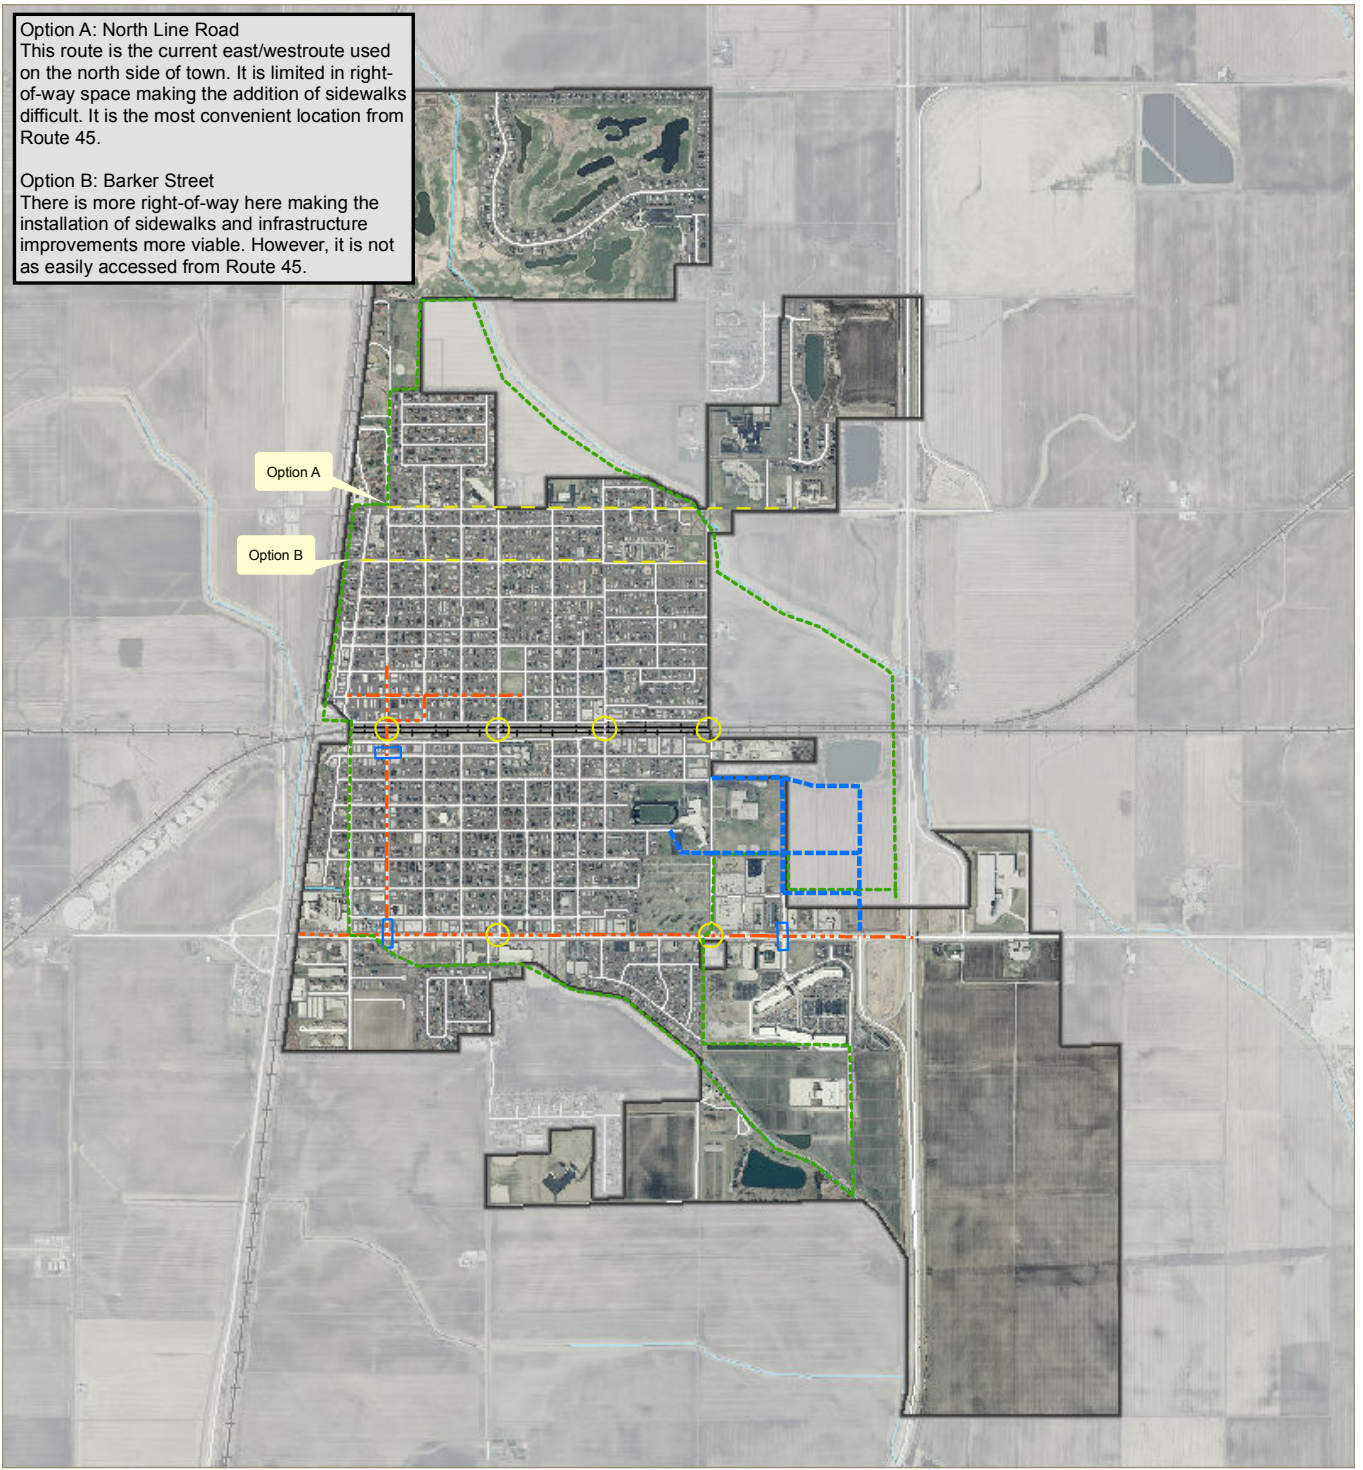 Option A: North Line Road
This route is the current east/westroute used
on the north side of town. It is limited in right-
of-way space making the addition of sidewalks
difficult. It is the most convenient location from
Route 45.
Option B: Barker Street
There is more right-of-way here making the
installation of sidewalks and infrastructure
improvements more viable. However, it is not
as easily accessed from Route 45.
Option A
Option B